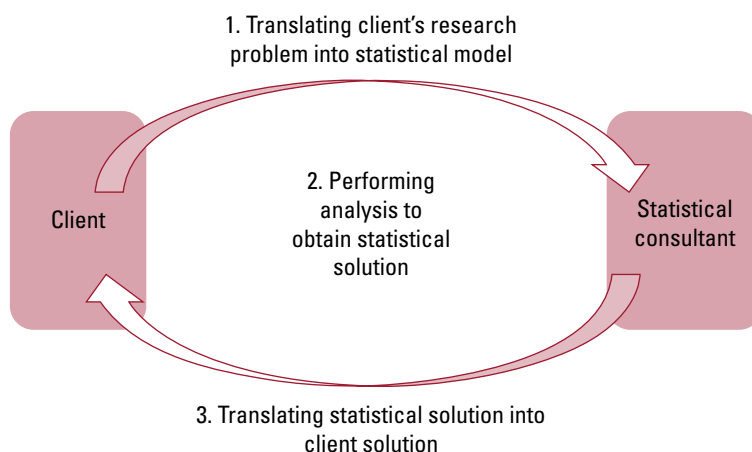 1. Translating client’s research
problem into statistical model
Client
2. Performing
analysis to
obtain statistical
solution
Statistical
consultant
3. Translating statistical solution into
client solution